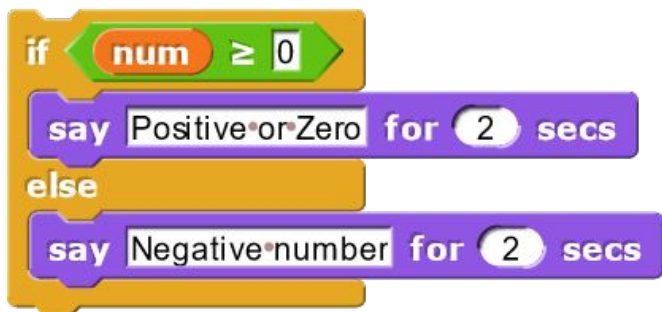 if num ≥ 0
say Positive or Zero for 2 secs
else
say Negative number for 2 secs